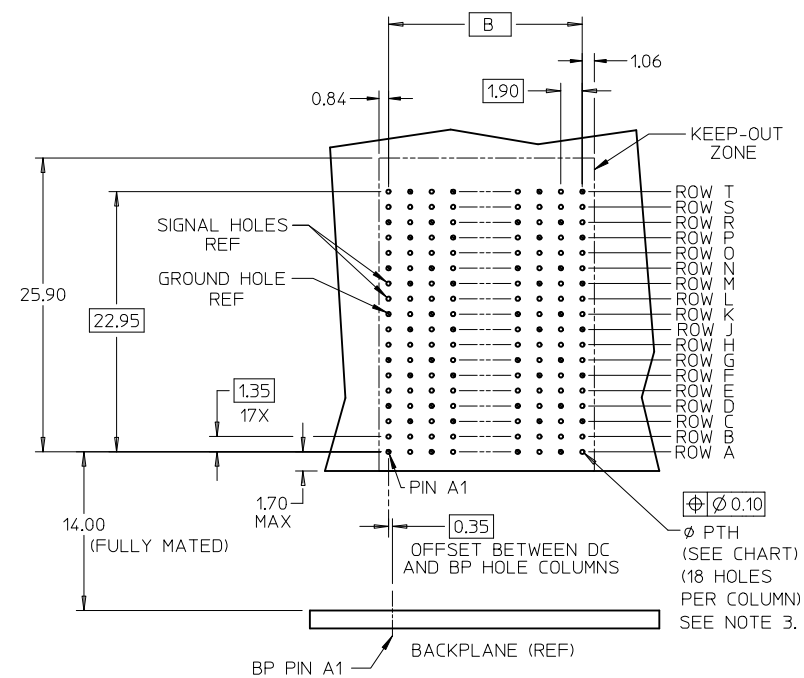 B
1.06
0.84
1.90
KEEP-OUT
ZONE
ROW T
ROW S
ROW R
ROW P
ROW O
ROW N
ROW M
ROW L
ROW K
ROW J
ROW H
ROW G
ROW F
ROW E
ROW D
ROW C
ROW B
ROW A
SIGNAL HOLES
REF
GROUND HOLE
REF
25.90
22.95
1.35
17X
PIN A1
1.70
MAX
14.00
(FULLY MATED)
0.35
OFFSET BETWEEN DC
AND BP HOLE COLUMNS
⌖ Ø 0.10
Ø PTH
(SEE CHART)
(18 HOLES
PER COLUMN)
SEE NOTE 3.
BACKPLANE (REF)
BP PIN A1